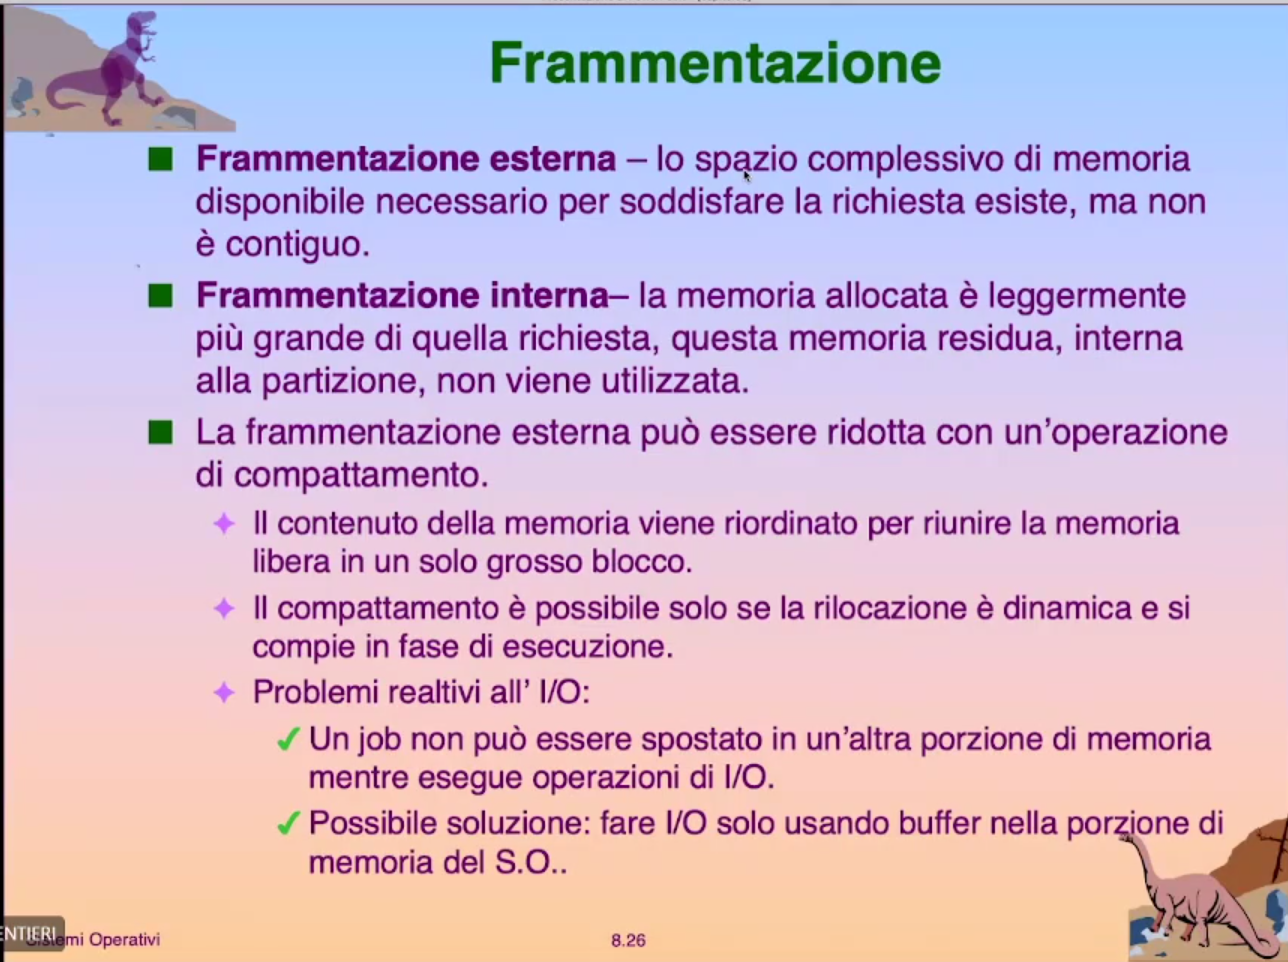 Frammentazione
Frammentazione esterna – lo spazio complessivo di memoria
disponibile necessario per soddisfare la richiesta esiste, ma non
è contiguo.
Frammentazione interna– la memoria allocata è leggermente
più grande di quella richiesta, questa memoria residua, interna
alla partizione, non viene utilizzata.
La frammentazione esterna può essere ridotta con un'operazione
di compattamento.
Il contenuto della memoria viene riordinato per riunire la memoria
libera in un solo grosso blocco.
Il compattamento è possibile solo se la rilocazione è dinamica e si
compie in fase di esecuzione.
Problemi realtivi all' I/O:
Un job non può essere spostato in un'altra porzione di memoria
mentre esegue operazioni di I/O.
Possibile soluzione: fare I/O solo usando buffer nella porzione di
memoria del S.O..
ENTIERI
Sistemi Operativi
8.26